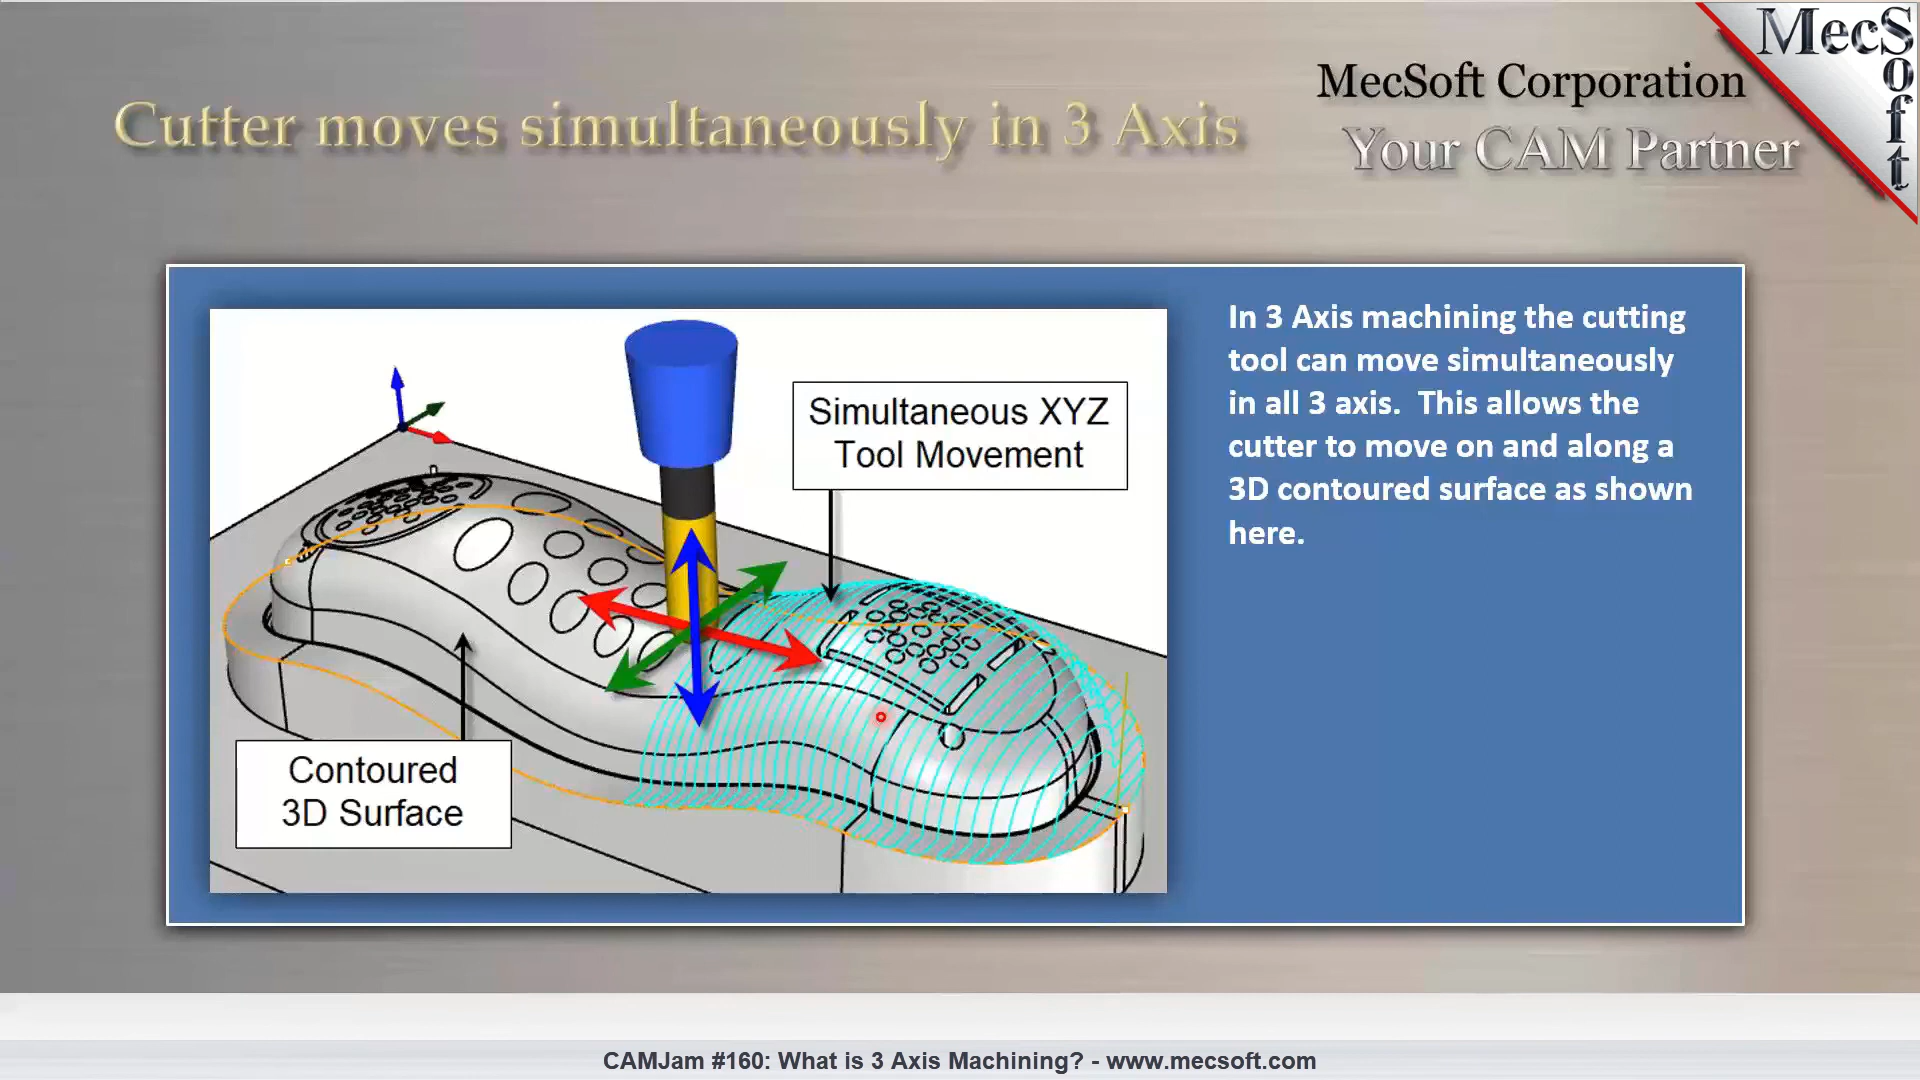 MecSoft
MecSoft Corporation
Your CAM Partner
Cutter moves simultaneously in 3 Axis
Simultaneous XYZ
Tool Movement
Contoured
3D Surface
In 3 Axis machining the cutting
tool can move simultaneously
in all 3 axis.  This allows the
cutter to move on and along a
3D contoured surface as shown
here.
CAMJam #160: What is 3 Axis Machining? - www.mecsoft.com